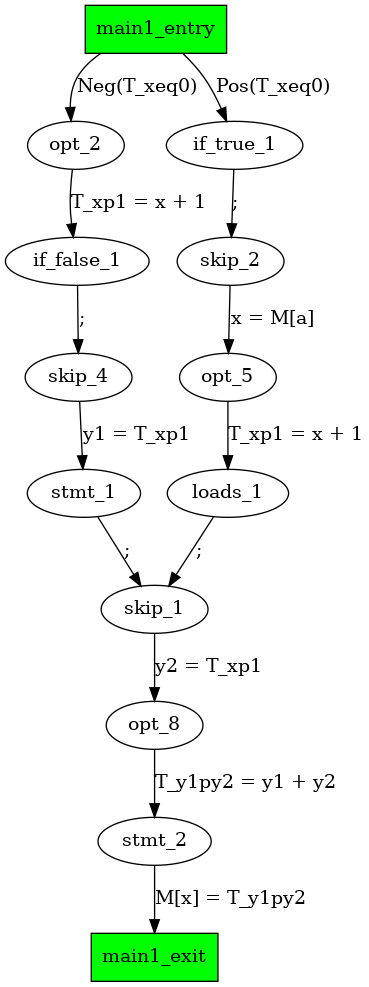 main1_entry
Neg(T_xeq0) Pos(T_xeq0)
opt_2 if_true_1
T_xp1 = x + 1 ;
if_false_1 skip_2
; x = M[a]
skip_4 opt_5
y1 = T_xp1 T_xp1 = x + 1
stmt_1 loads_1
; ;
skip_1
y2 = T_xp1
opt_8
T_y1py2 = y1 + y2
stmt_2
M[x] = T_y1py2
main1_exit